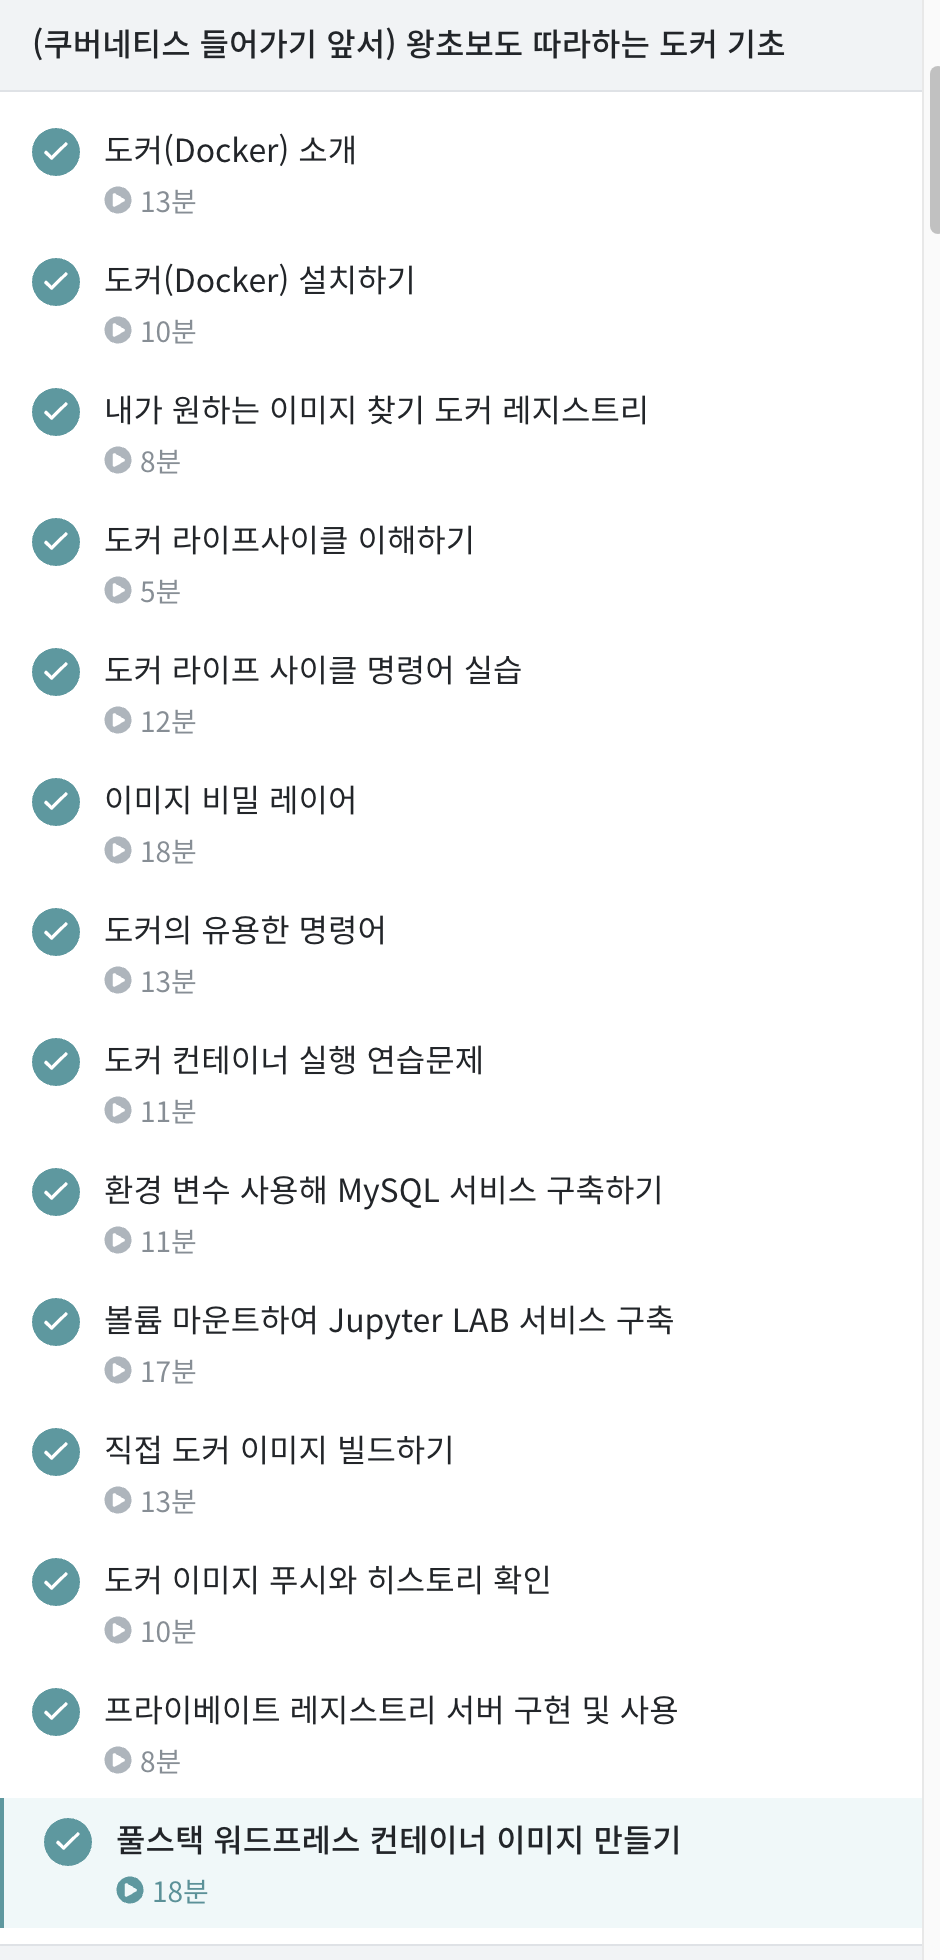 (쿠버네티스 들어가기 앞서) 왕초보도 따라하는 도커 기초
도커(Docker) 소개
13분
도커(Docker) 설치하기
10분
내가 원하는 이미지 찾기 도커 레지스트리
8분
도커 라이프사이클 이해하기
5분
도커 라이프 사이클 명령어 실습
12분
이미지 비밀 레이어
18분
도커의 유용한 명령어
13분
도커 컨테이너 실행 연습문제
11분
환경 변수 사용해 MySQL 서비스 구축하기
11분
볼륨 마운트하여 Jupyter LAB 서비스 구축
17분
직접 도커 이미지 빌드하기
13분
도커 이미지 푸시와 히스토리 확인
10분
프라이베이트 레지스트리 서버 구현 및 사용
8분
풀스택 워드프레스 컨테이너 이미지 만들기
18분